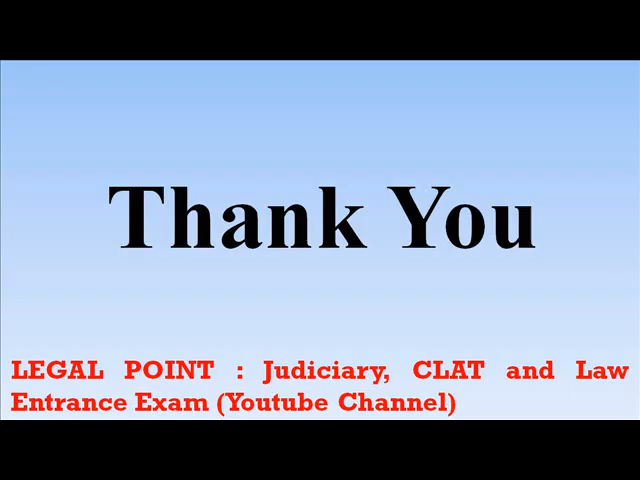 Thank You
LEGAL POINT : Judiciary, CLAT and Law
Entrance Exam (Youtube Channel)